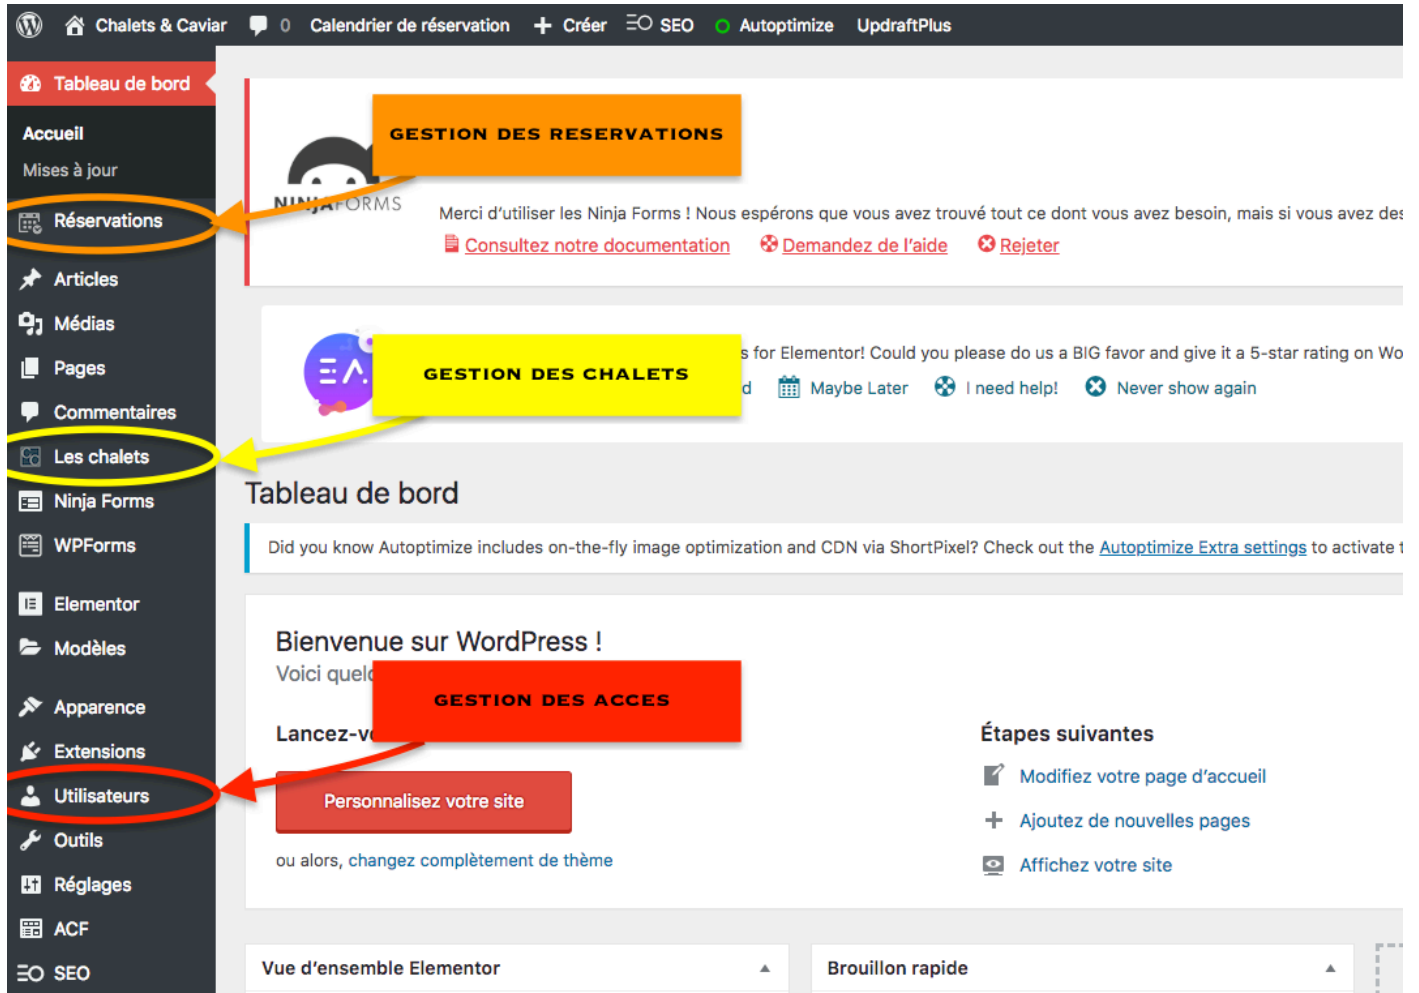 Chalets & Caviar 0 Calendrier de réservation + Créer SEO Autoptimize UpdraftPlus
Tableau de bord
Accueil
Mises à jour
Réservations
Articles
Médias
Pages
Commentaires
Les chalets
Ninja Forms
WPForms
Elementor
Modèles
Apparence
Extensions
Utilisateurs
Outils
Réglages
ACF
SEO
GESTION DES RESERVATIONS
NINJAFORMS
Merci d'utiliser les Ninja Forms ! Nous espérons que vous avez trouvé tout ce dont vous avez besoin, mais si vous avez des
Consultez notre documentation Demandez de l'aide Rejeter
GESTION DES CHALETS
s for Elementor! Could you please do us a BIG favor and give it a 5-star rating on Wo
d Maybe Later I need help! Never show again
Tableau de bord
Did you know Autoptimize includes on-the-fly image optimization and CDN via ShortPixel? Check out the Autoptimize Extra settings to activate t
Bienvenue sur WordPress !
Voici quelq
GESTION DES ACCES
Lancez-v
Personnalisez votre site
ou alors, changez complètement de thème
Étapes suivantes
Modifiez votre page d'accueil
Ajoutez de nouvelles pages
Affichez votre site
Vue d'ensemble Elementor
Brouillon rapide